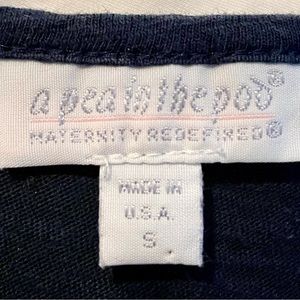 a pea in the pod®
MATERNITY REDEFINED®
MADE IN
U.S.A.
S